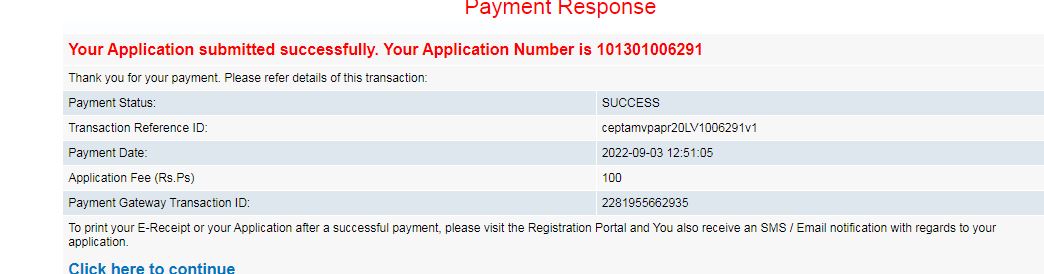 Payment Response
Your Application submitted successfully. Your Application Number is 101301006291
Thank you for your payment. Please refer details of this transaction:
Payment Status: SUCCESS
Transaction Reference ID: ceptamvpapr20LV1006291v1
Payment Date: 2022-09-03 12:51:05
Application Fee (Rs.Ps) 100
Payment Gateway Transaction ID: 2281955662935
To print your E-Receipt or your Application after a successful payment, please visit the Registration Portal and You also receive an SMS / Email notification with regards to your
application.
Click here to continue